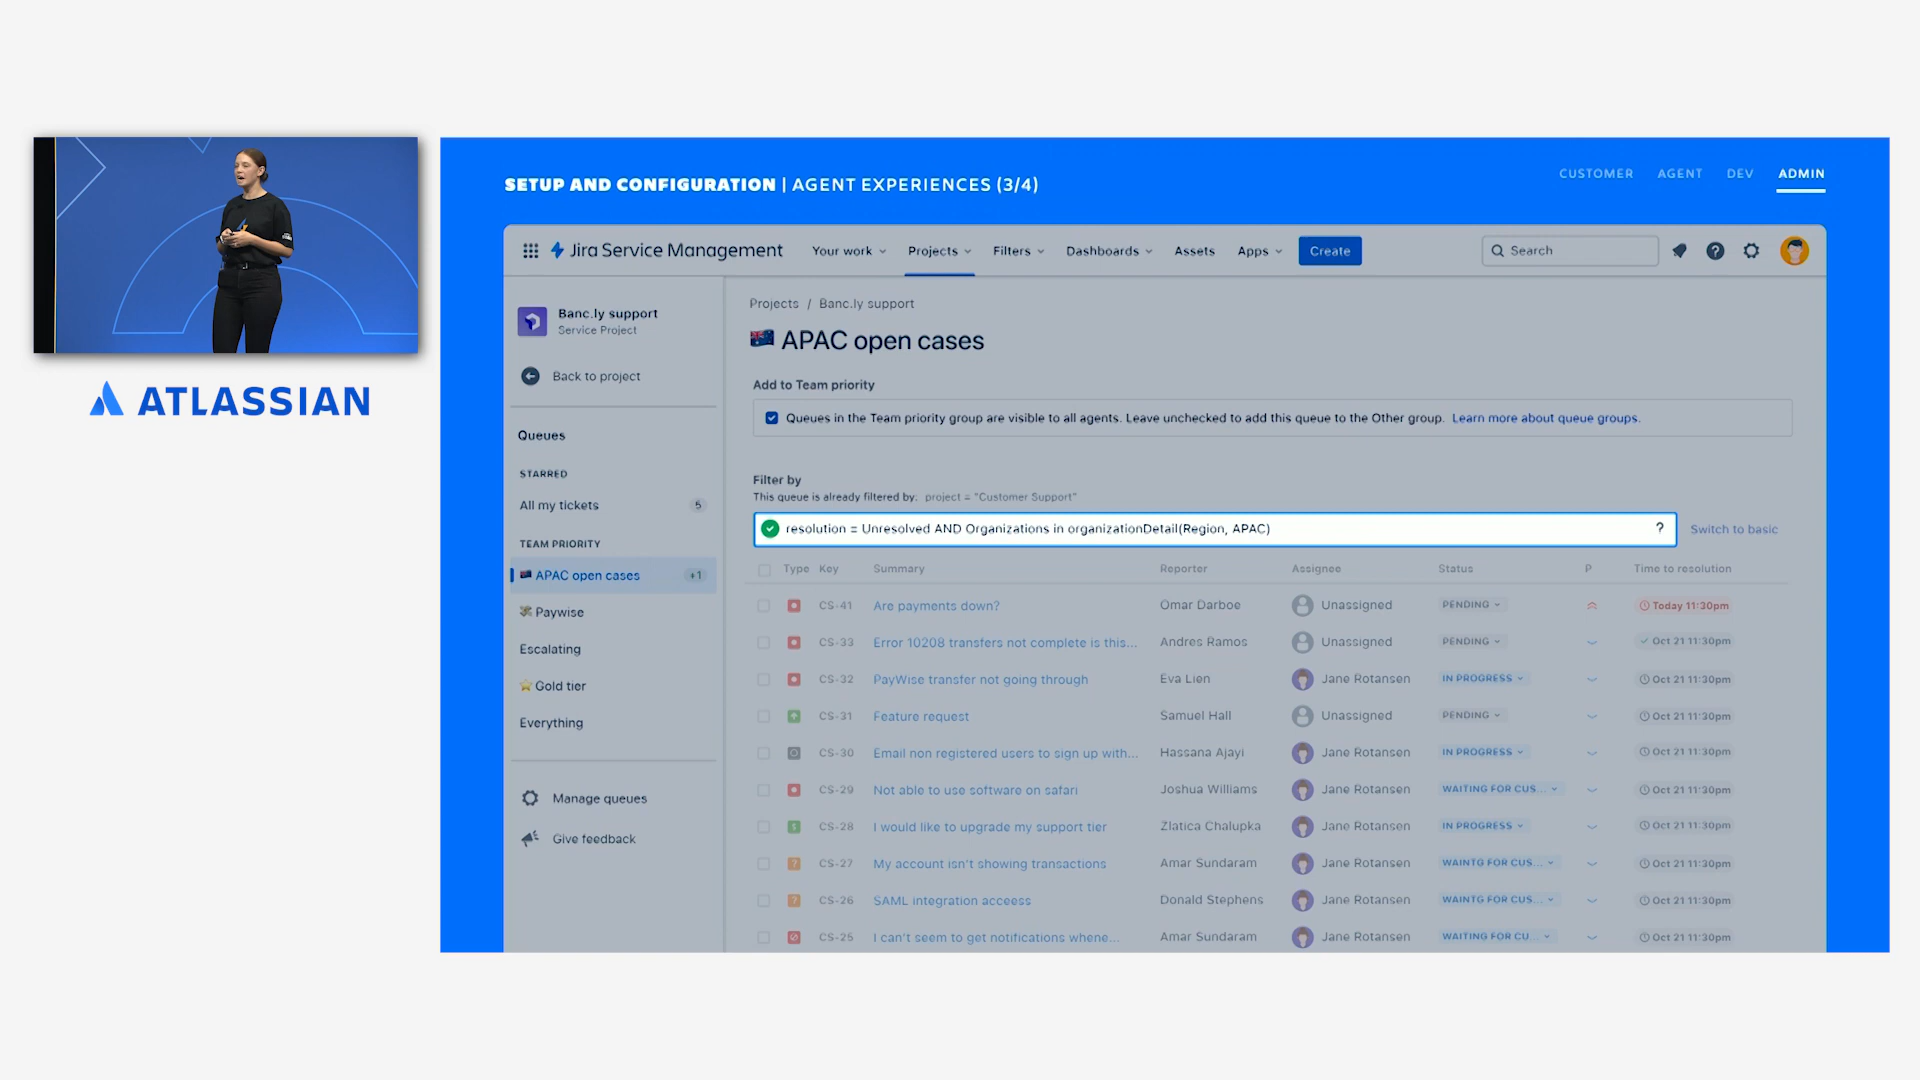 ATLASSIAN
SETUP AND CONFIGURATION | AGENT EXPERIENCES (3/4)
CUSTOMER AGENT DEV ADMIN
Jira Service Management Your work Projects Filters Dashboards Assets Apps Create Search
Banc.ly support
Service Project
Back to project
Queues
STARRED
All my tickets 5
TEAM PRIORITY
APAC open cases +1
Paywise
Escalating
Gold tier
Everything
Manage queues
Give feedback
Projects / Banc.ly support
APAC open cases
Add to Team priority
Queues in the Team priority group are visible to all agents. Leave unchecked to add this queue to the Other group. Learn more about queue groups.
Filter by
This queue is already filtered by: project = "Customer Support"
resolution = Unresolved AND Organizations in organizationDetail(Region, APAC) ? Switch to basic
Type Key Summary Reporter Assignee Status P Time to resolution
CS-41 Are payments down? Omar Darboe Unassigned PENDING Today 11:30pm
CS-33 Error 10208 transfers not complete is this... Andres Ramos Unassigned PENDING Oct 21 11:30pm
CS-32 PayWise transfer not going through Eva Lien Jane Rotansen IN PROGRESS Oct 21 11:30pm
CS-31 Feature request Samuel Hall Unassigned PENDING Oct 21 11:30pm
CS-30 Email non registered users to sign up with... Hassana Ajayi Jane Rotansen IN PROGRESS Oct 21 11:30pm
CS-29 Not able to use software on safari Joshua Williams Jane Rotansen WAITING FOR CUS... Oct 21 11:30pm
CS-28 I would like to upgrade my support tier Zlatica Chalupka Jane Rotansen IN PROGRESS Oct 21 11:30pm
CS-27 My account isn't showing transactions Amar Sundaram Jane Rotansen WAINTG FOR CUS... Oct 21 11:30pm
CS-26 SAML integration acceess Donald Stephens Jane Rotansen WAINTG FOR CUS... Oct 21 11:30pm
CS-25 I can't seem to get notifications whene... Amar Sundaram Jane Rotansen WAITING FOR CU... Oct 21 11:30pm